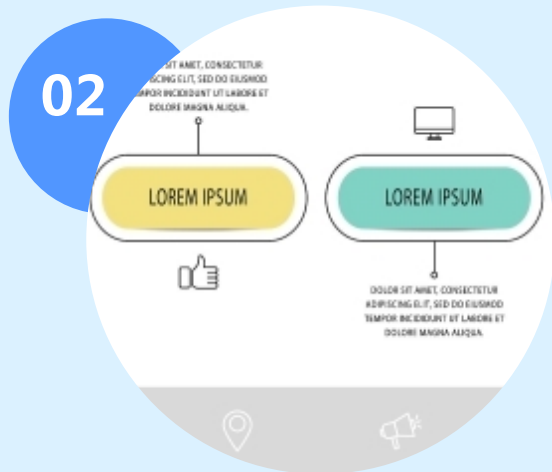 02
SIT AMET, CONSECTETUR
SCING ELIT, SED DO EIUSMOD
MPOR INCIDIDUNT UT LABORE ET
DOLORE MAGNA ALIQUA.
LOREM IPSUM
LOREM IPSUM
DOLOR SIT AMET, CONSECTETUR
ADIPISCING ELIT, SED DO EIUSMOD
TEMPOR INCIDIDUNT UT LABORE ET
DOLORE MAGNA ALIQUA.